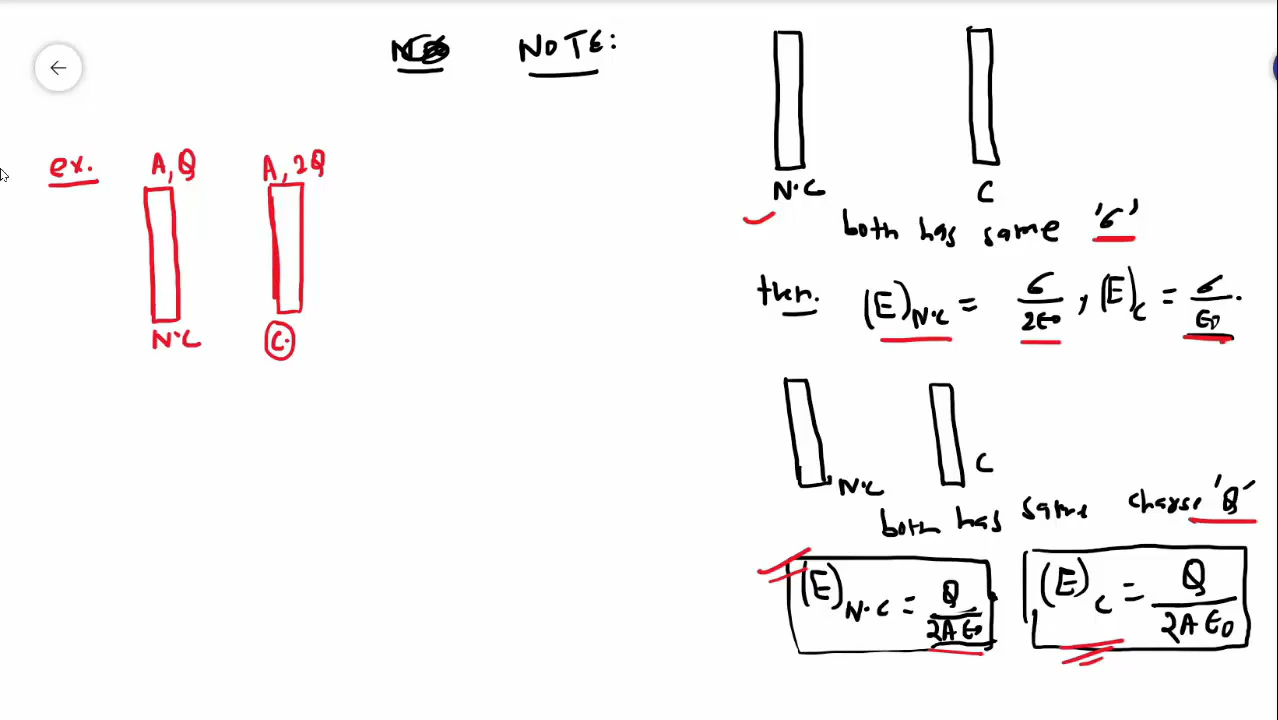 NOTE:
ex. A,Q A,2Q
N·C C.
N·C C
both has same 'σ'
then. (E)N·C = σ/2ε0 , (E)C = σ/ε0.
N·C C
both has same charge 'Q'
(E)N·C = Q/2Aε0 (E)C = Q/2Aε0